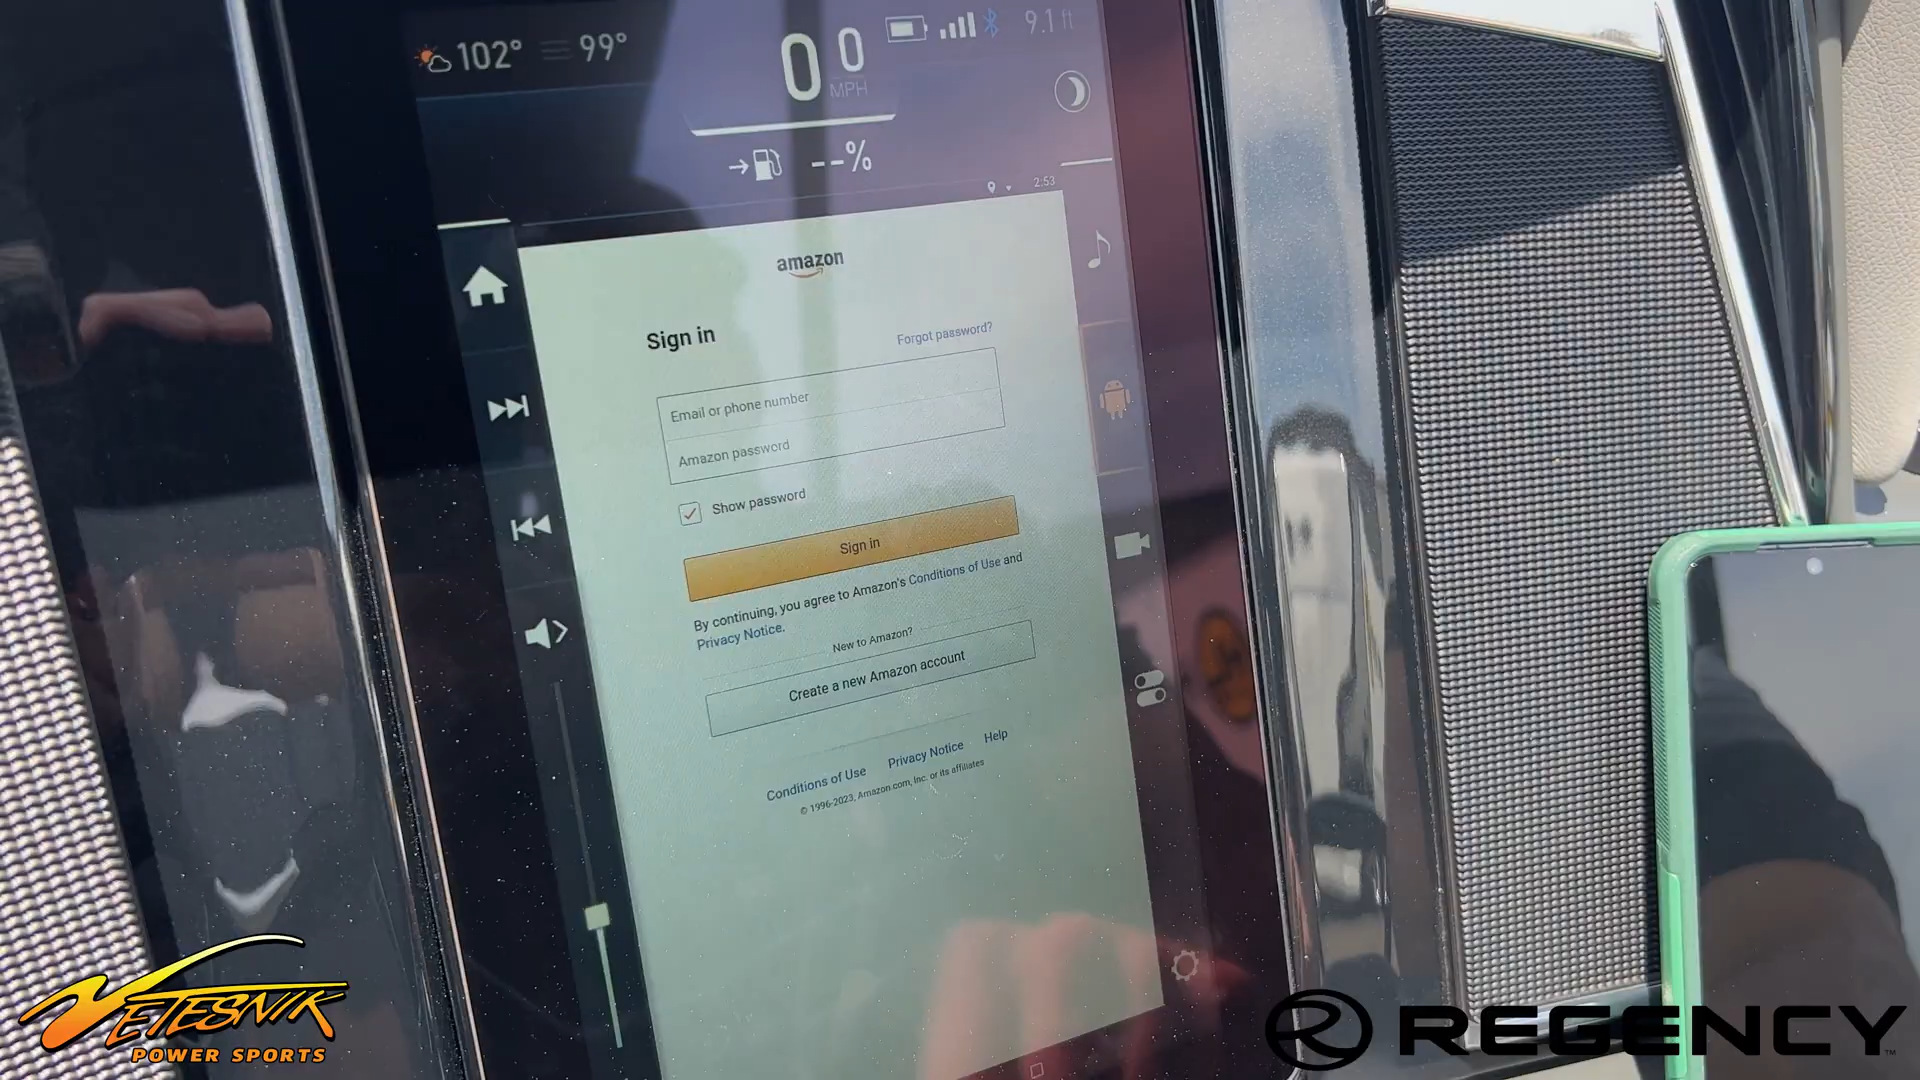 102° 99°
00
MPH
9.1 ft
--%
2:53
amazon
Sign in
Forgot password?
Email or phone number
Amazon password
Show password
Sign in
By continuing, you agree to Amazon's Conditions of Use and
Privacy Notice.
New to Amazon?
Create a new Amazon account
Conditions of Use Privacy Notice Help
© 1996-2023, Amazon.com, Inc. or its affiliates
VETESNIK
POWER SPORTS
REGENCY™